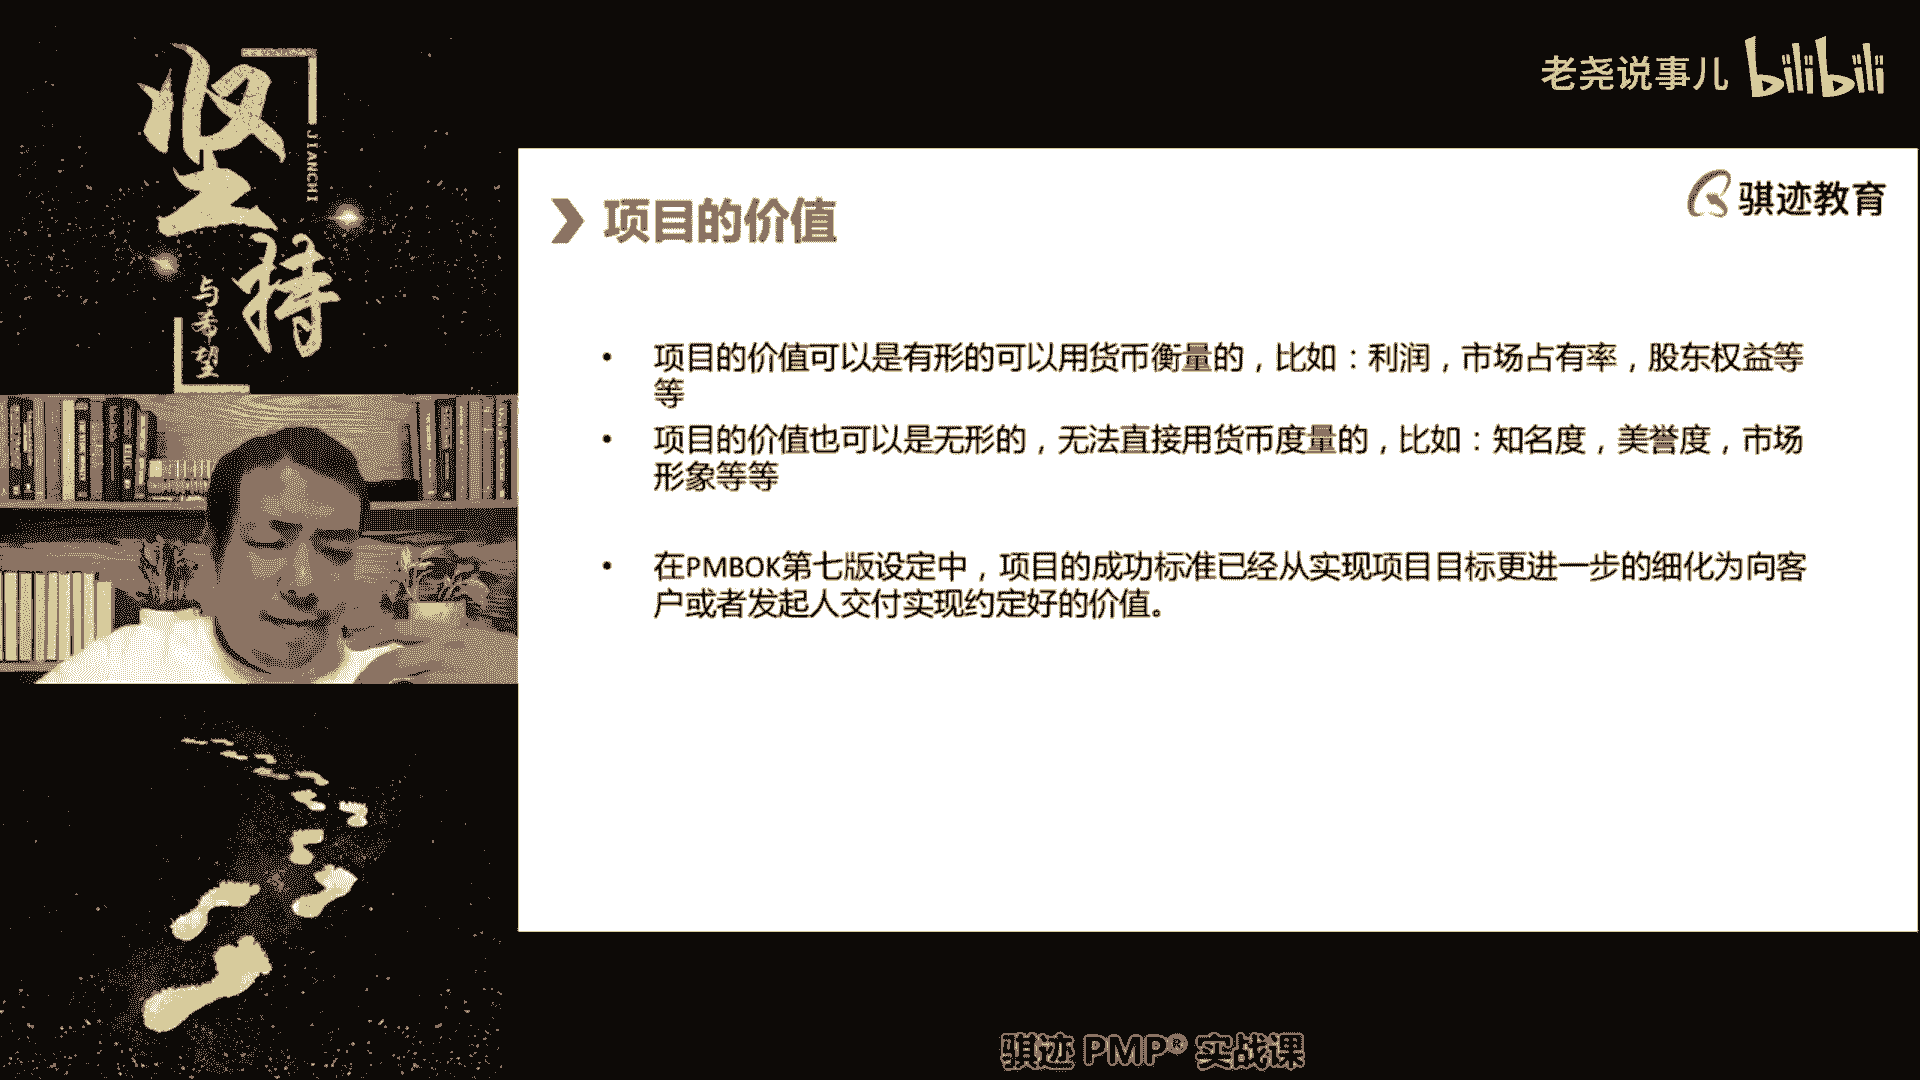 坚持
JIANCHI
与希望
老尧说事儿 bilibili
骐迹教育
项目的价值
• 项目的价值可以是有形的可以用货币衡量的，比如：利润，市场占有率，股东权益等
等
• 项目的价值也可以是无形的，无法直接用货币度量的，比如：知名度，美誉度，市场
形象等等
• 在PMBOK第七版设定中，项目的成功标准已经从实现项目目标更进一步的细化为向客
户或者发起人交付实现约定好的价值。
骐迹 PMP® 实战课